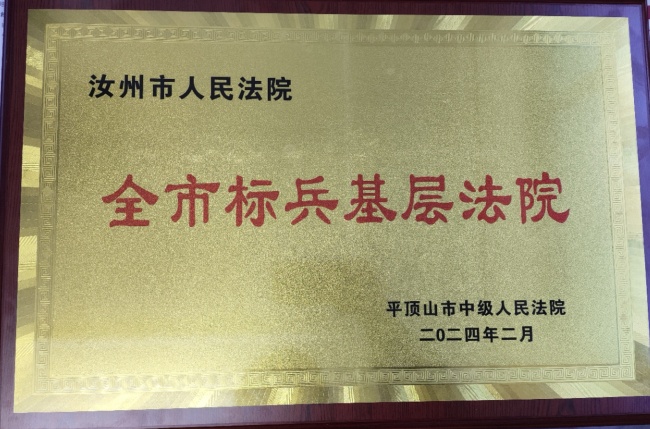 汝州市人民法院
全市标兵基层法院
平顶山市中级人民法院
二0二四年二月